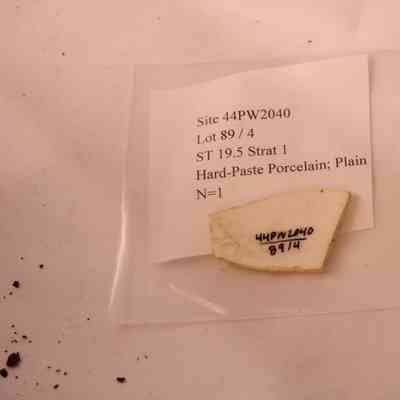 Site 44PW2040
Lot 89 / 4
ST 19.5 Strat 1
Hard-Paste Porcelain; Plain
N=1
44PW2040
89/4